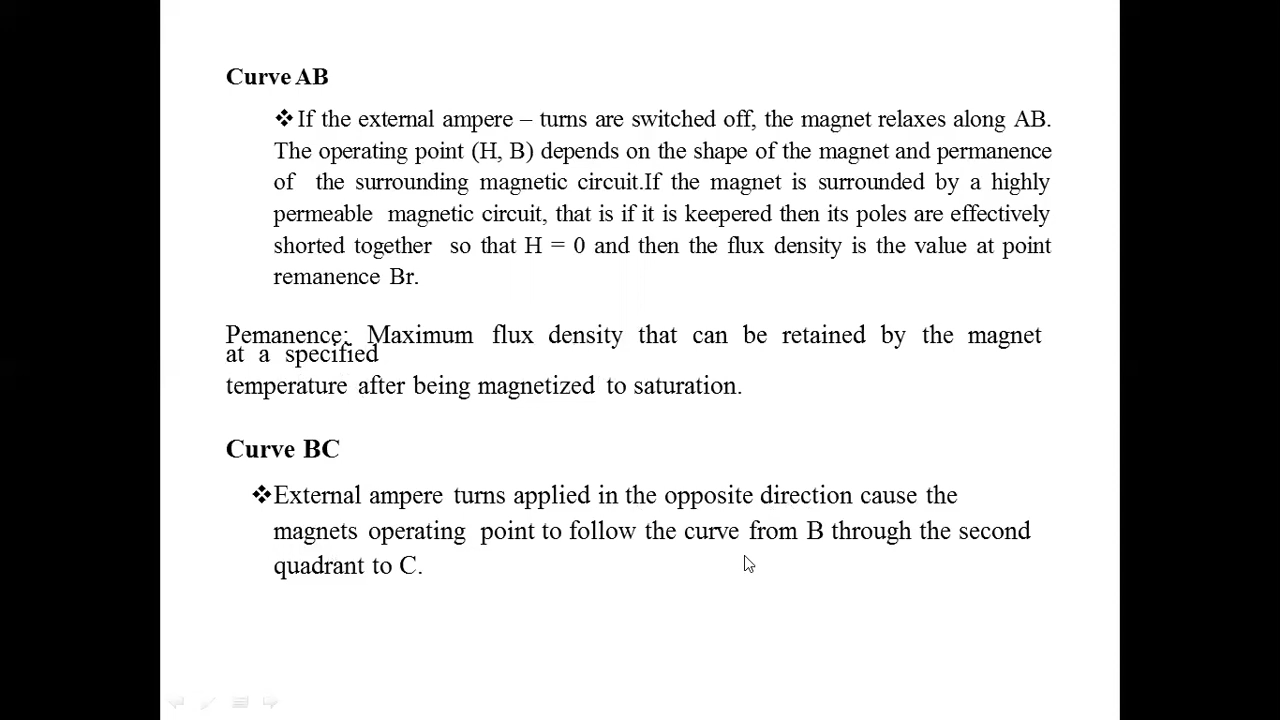 Curve AB
❖If the external ampere – turns are switched off, the magnet relaxes along AB.
The operating point (H, B) depends on the shape of the magnet and permanence
of the surrounding magnetic circuit.If the magnet is surrounded by a highly
permeable magnetic circuit, that is if it is keepered then its poles are effectively
shorted together so that H = 0 and then the flux density is the value at point
remanence Br.
Pemanence: Maximum flux density that can be retained by the magnet
at a specified
temperature after being magnetized to saturation.
Curve BC
❖External ampere turns applied in the opposite direction cause the
magnets operating point to follow the curve from B through the second
quadrant to C.